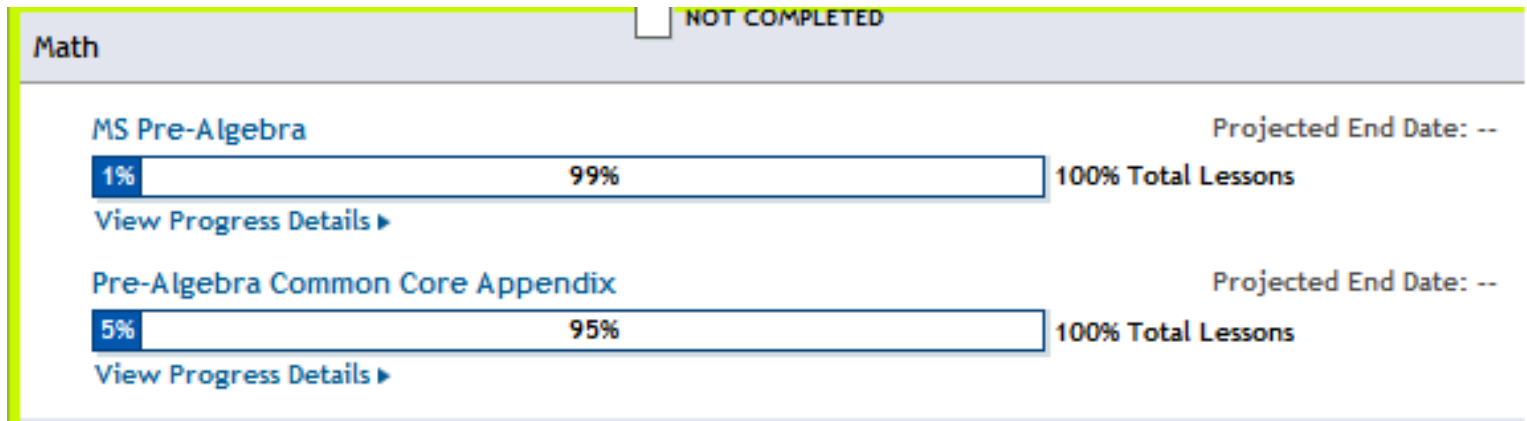 NOT COMPLETED
Math
MS Pre-Algebra Projected End Date: --
1% 99% 100% Total Lessons
View Progress Details ▸
Pre-Algebra Common Core Appendix Projected End Date: --
5% 95% 100% Total Lessons
View Progress Details ▸